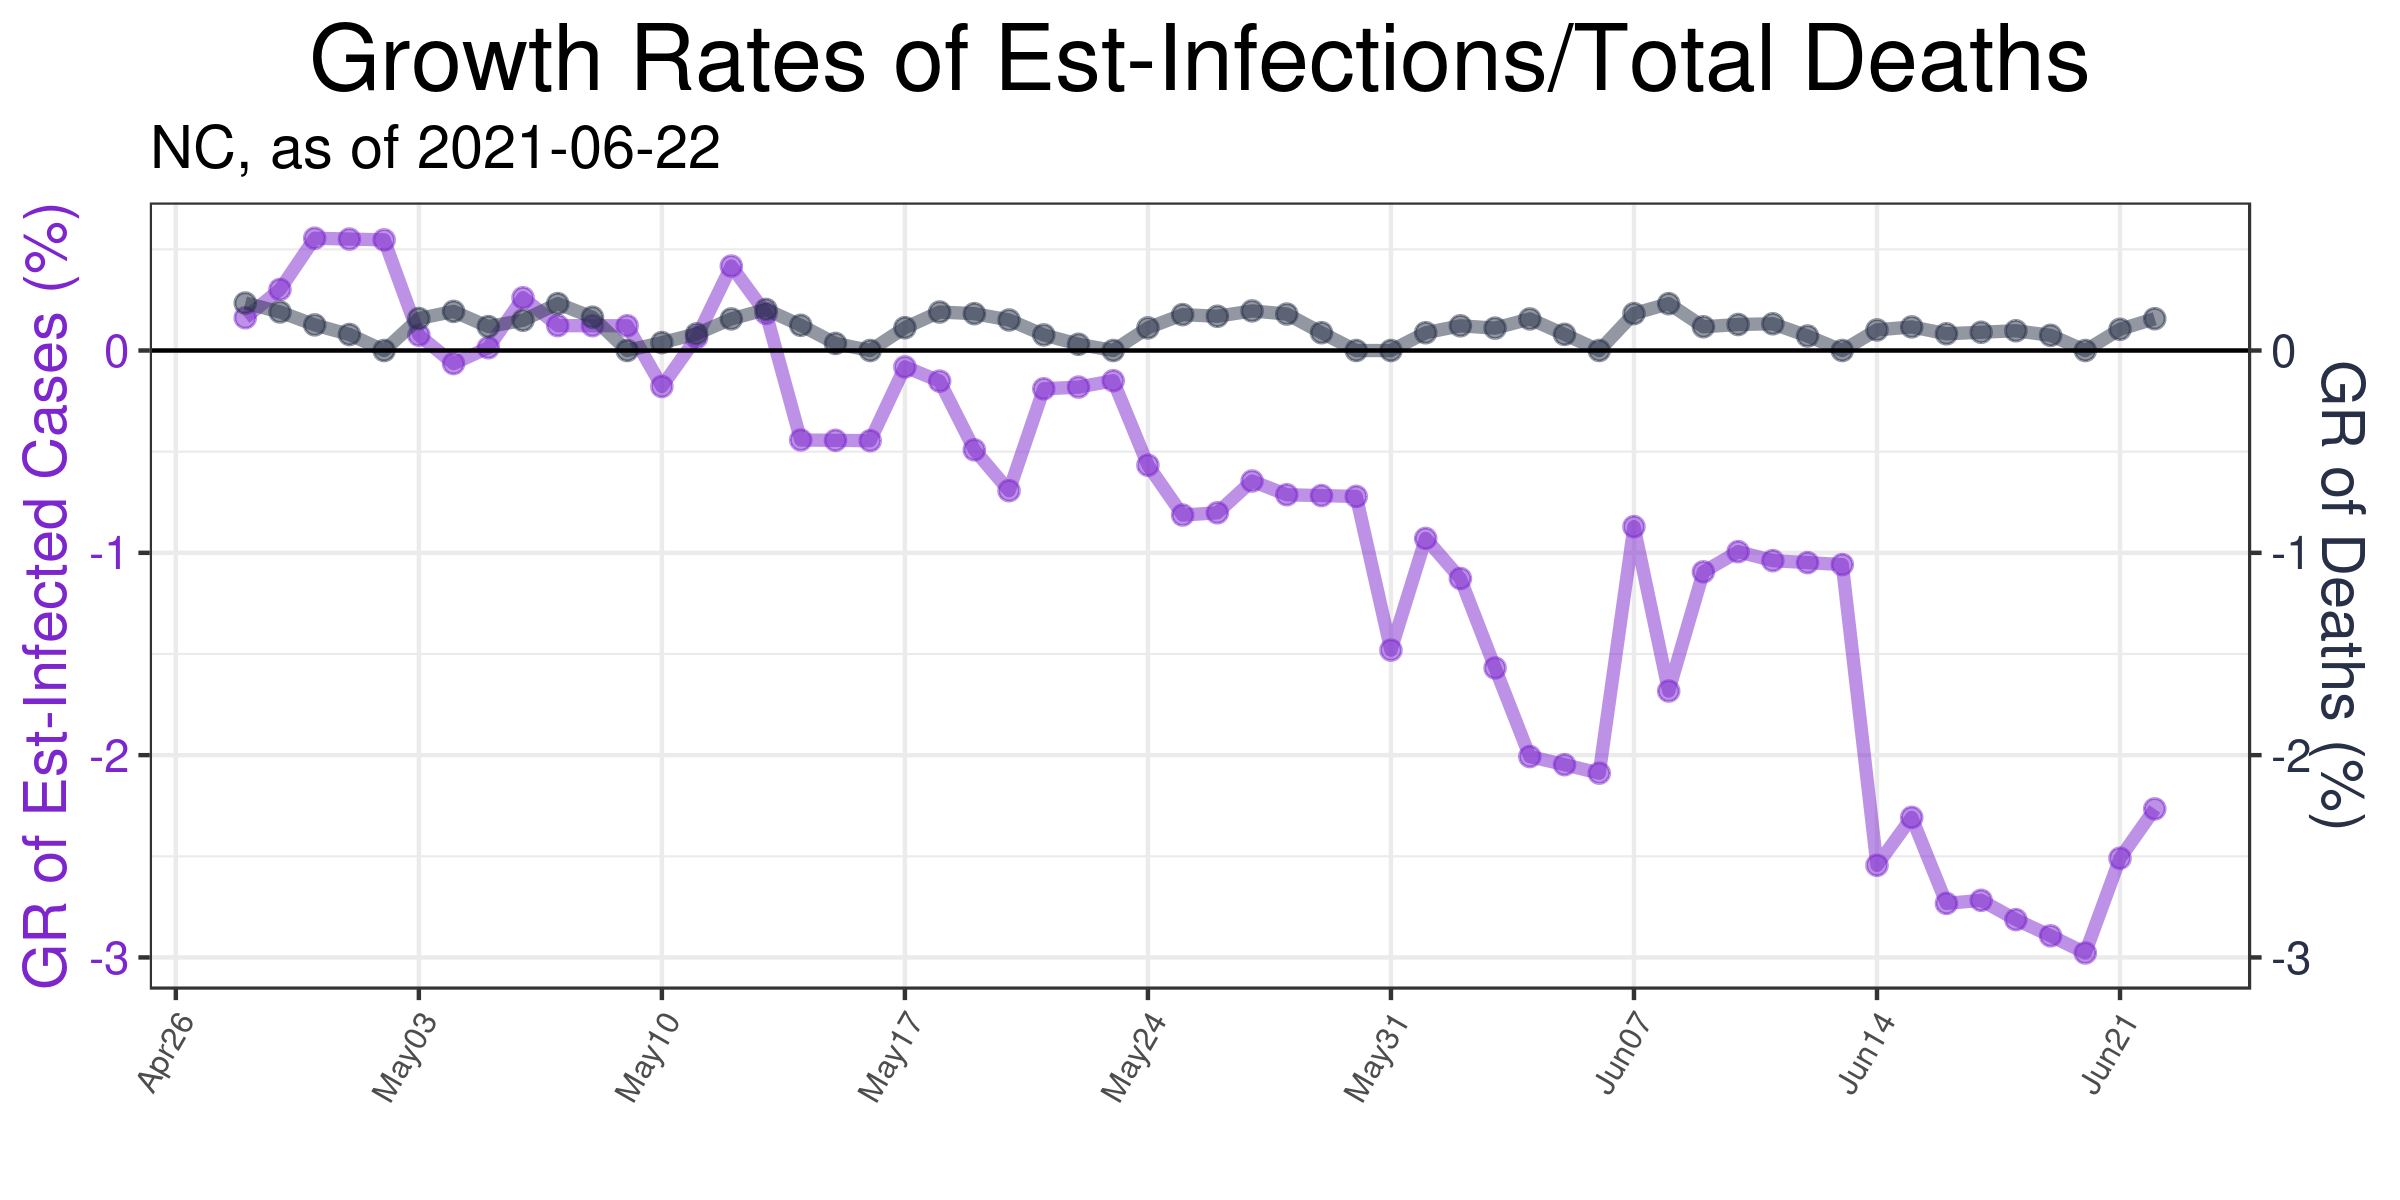 Growth Rates of Est-Infections/Total Deaths
NC, as of 2021-06-22
GR of Est-Infected Cases (%)
0
-1
-2
-3
0
-1
-2
-3
GR of Deaths (%)
Apr26
May03
May10
May17
May24
May31
Jun07
Jun14
Jun21